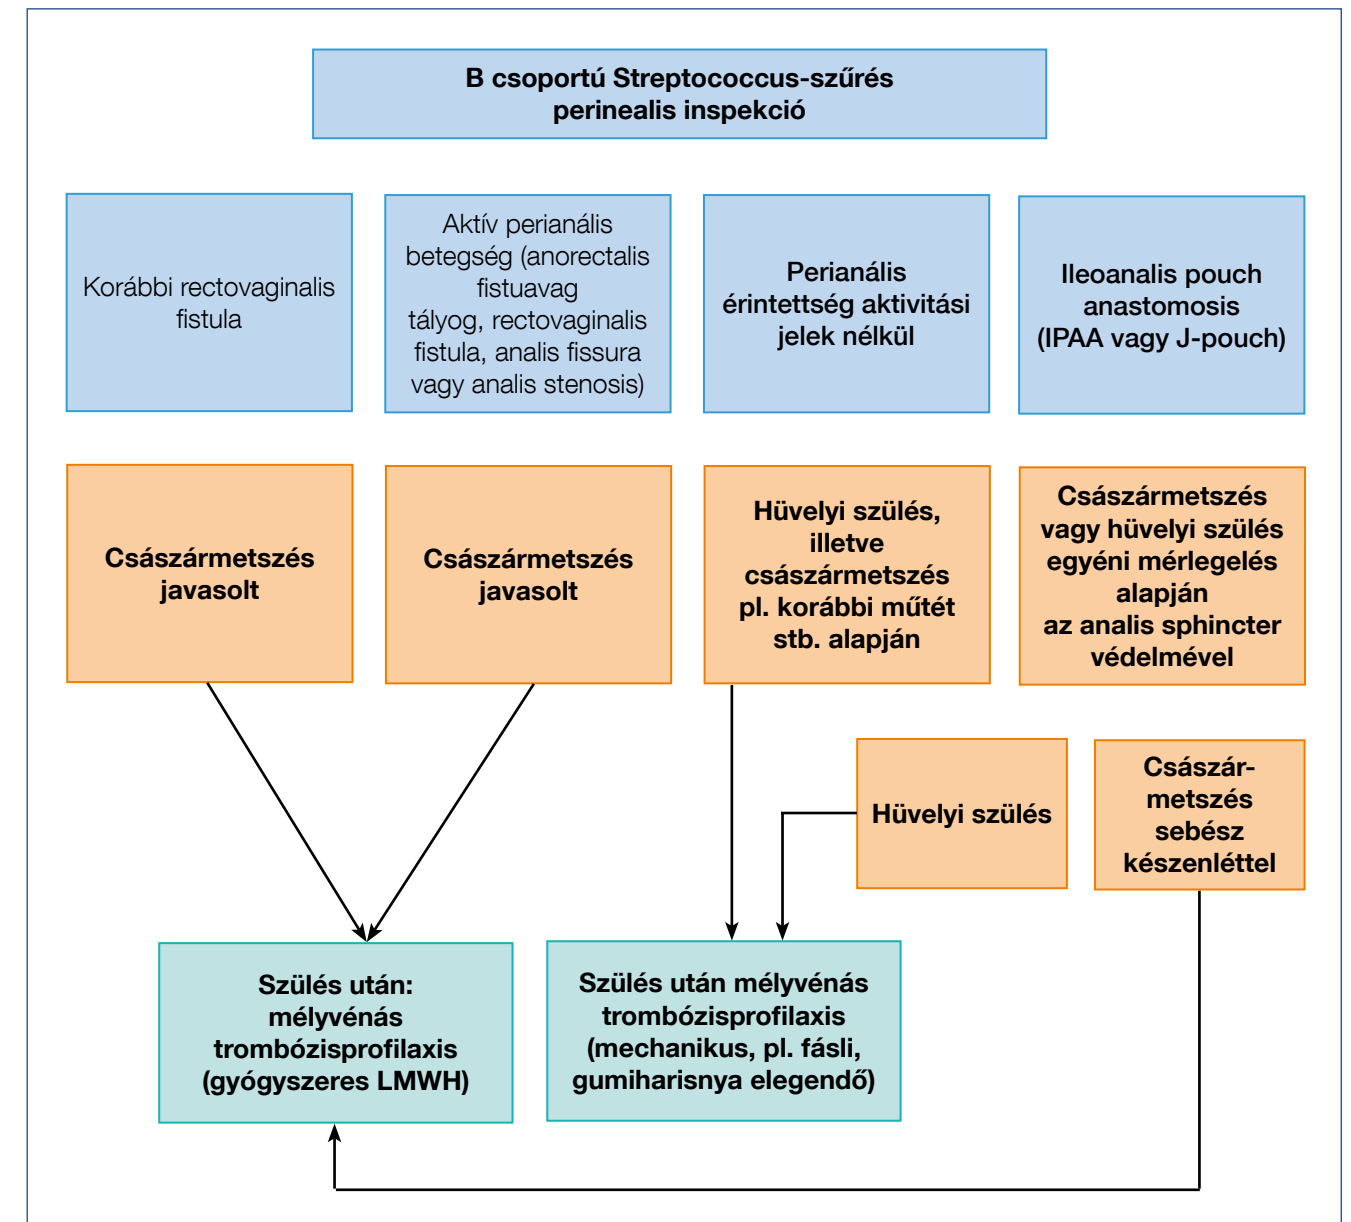 B csoportú Streptococcus-szűrés
perinealis inspekció
Korábbi rectovaginalis
fistula
Aktív perianális
betegség (anorectalis
fistuavag
tályog, rectovaginalis
fistula, analis fissura
vagy analis stenosis)
Perianális
érintettség aktivitási
jelek nélkül
Ileoanalis pouch
anastomosis
(IPAA vagy J-pouch)
Császármetszés
javasolt
Császármetszés
javasolt
Hüvelyi szülés,
illetve
császármetszés
pl. korábbi műtét
stb. alapján
Császármetszés
vagy hüvelyi szülés
egyéni mérlegelés
alapján
az analis sphincter
védelmével
Hüvelyi szülés
Császár-
metszés
sebész
készenléttel
Szülés után:
mélyvénás
trombózisprofilaxis
(gyógyszeres LMWH)
Szülés után mélyvénás
trombózisprofilaxis
(mechanikus, pl. fásli,
gumiharisnya elegendő)